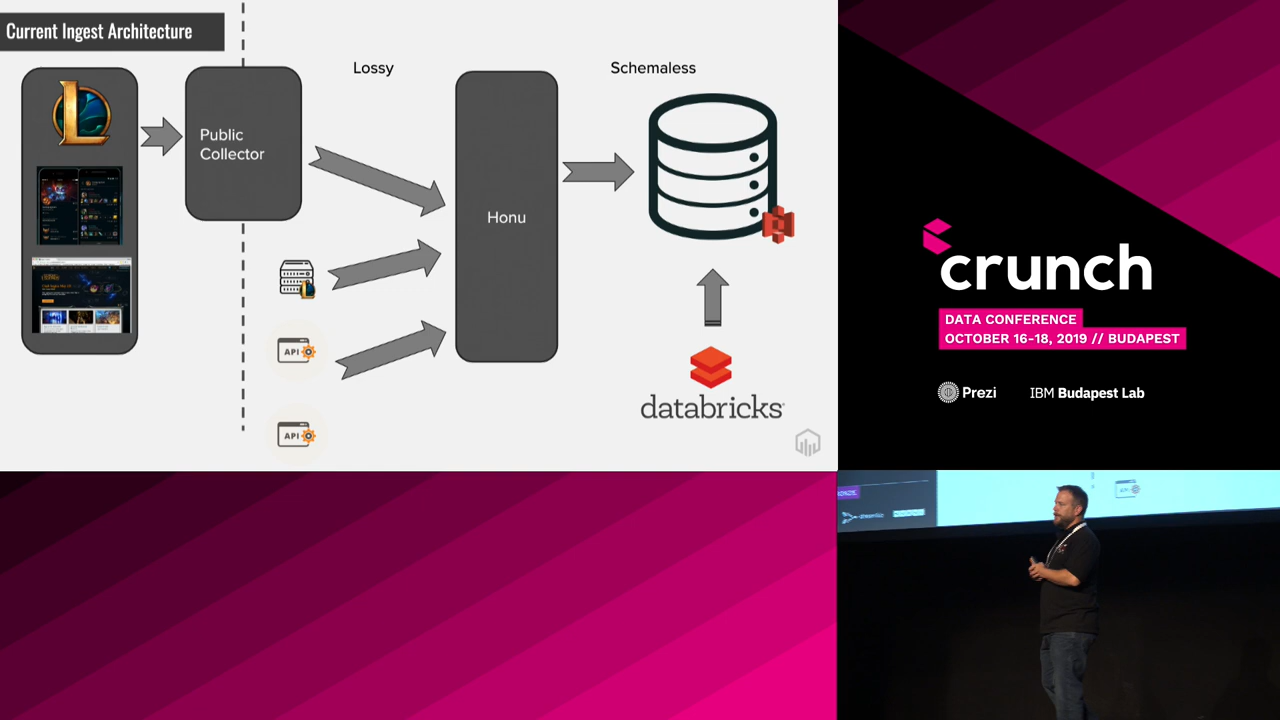 Current Ingest Architecture
Lossy
Schemaless
Public
Collector
Honu
API
API
databricks
crunch
DATA CONFERENCE
OCTOBER 16-18, 2019 // BUDAPEST
Prezi
IBM Budapest Lab
API